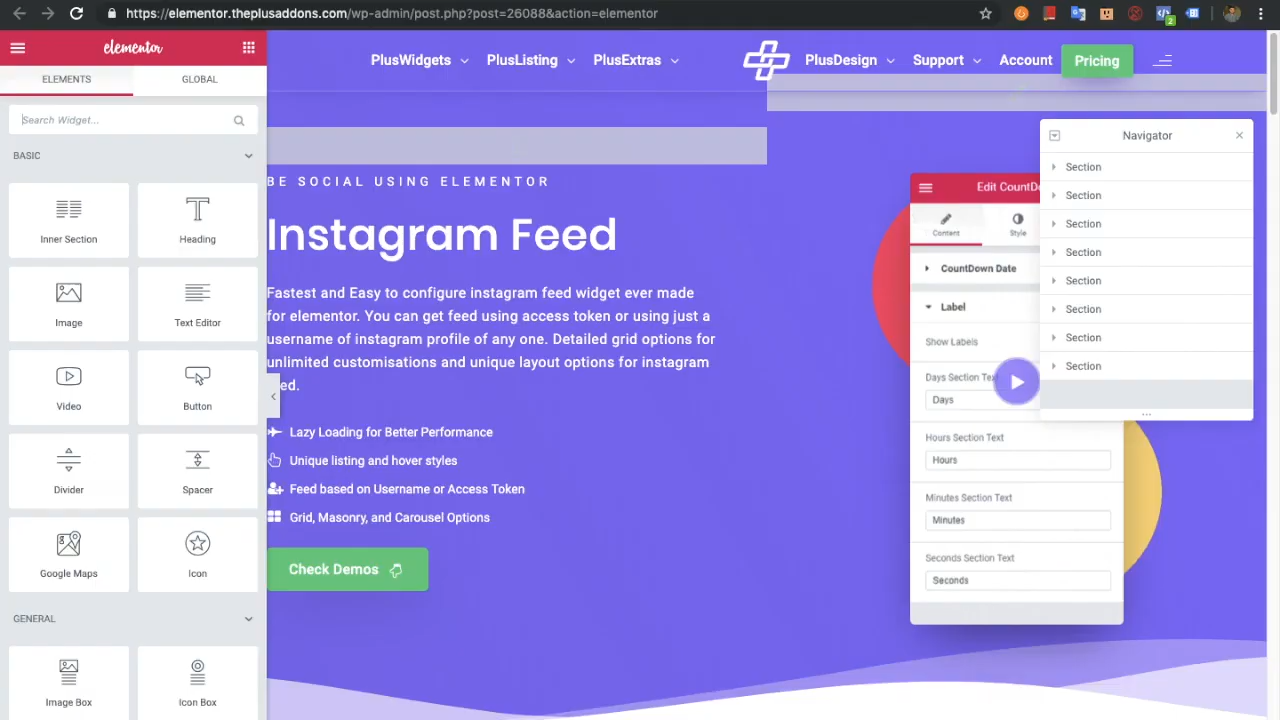 https://elementor.theplusaddons.com/wp-admin/post.php?post=26088&action=elementor
2
elementor
ELEMENTS
GLOBAL
Search Widget...
BASIC
Inner Section
Heading
Image
Text Editor
Video
Button
Divider
Spacer
Google Maps
Icon
GENERAL
Image Box
Icon Box
PlusWidgets
PlusListing
PlusExtras
PlusDesign
Support
Account
Pricing
BE SOCIAL USING ELEMENTOR
Instagram Feed
Fastest and Easy to configure instagram feed widget ever made
for elementor. You can get feed using access token or using just a
username of instagram profile of any one. Detailed grid options for
unlimited customisations and unique layout options for instagram
ed.
Lazy Loading for Better Performance
Unique listing and hover styles
Feed based on Username or Access Token
Grid, Masonry, and Carousel Options
Check Demos
Edit CountDo
Content
Style
CountDown Date
Label
Show Labels
Days Section Text
Days
Hours Section Text
Hours
Minutes Section Text
Minutes
Seconds Section Text
Seconds
Navigator
Section
Section
Section
Section
Section
Section
Section
Section